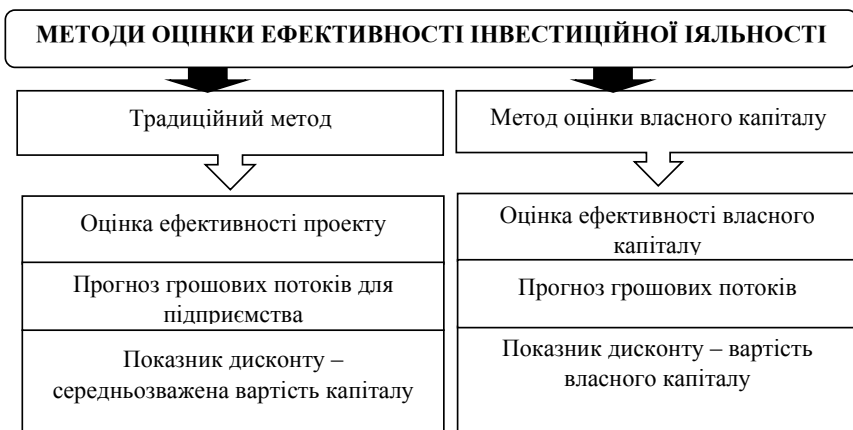 МЕТОДИ ОЦІНКИ ЕФЕКТИВНОСТІ ІНВЕСТИЦІЙНОЇ ІЯЛЬНОСТІ
Традиційний метод
Метод оцінки власного капіталу
Оцінка ефективності проекту
Прогноз грошових потоків для
підприємства
Показник дисконту –
середньозважена вартість капіталу
Оцінка ефективності власного
капіталу
Прогноз грошових потоків
Показник дисконту – вартість
власного капіталу